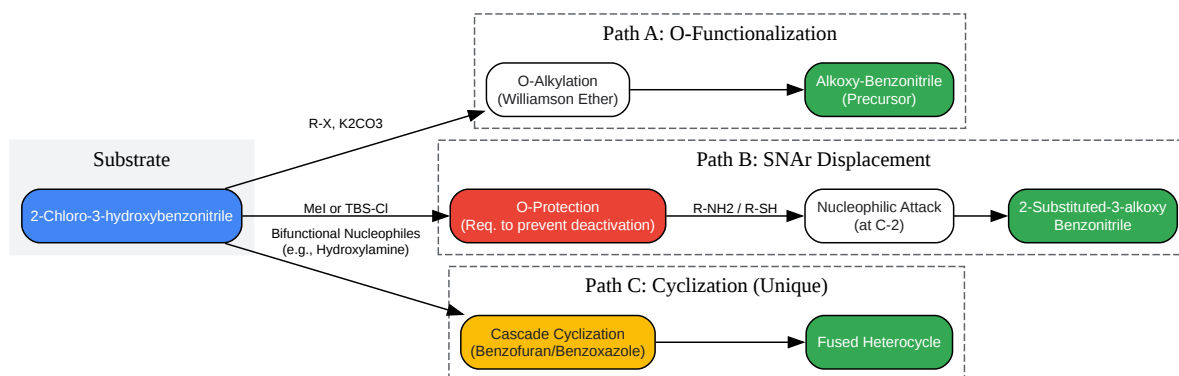 Path A: O-Functionalization
O-Alkylation
(Williamson Ether)
Alkoxy-Benzonitrile
(Precursor)
R-X, K2CO3
Substrate
2-Chloro-3-hydroxybenzonitrile
Path B: SNAr Displacement
MeI or TBS-Cl
O-Protection
(Req. to prevent deactivation)
R-NH2 / R-SH
Nucleophilic Attack
(at C-2)
2-Substituted-3-alkoxy
Benzonitrile
Bifunctional Nucleophiles
(e.g., Hydroxylamine)
Path C: Cyclization (Unique)
Cascade Cyclization
(Benzofuran/Benzoxazole)
Fused Heterocycle